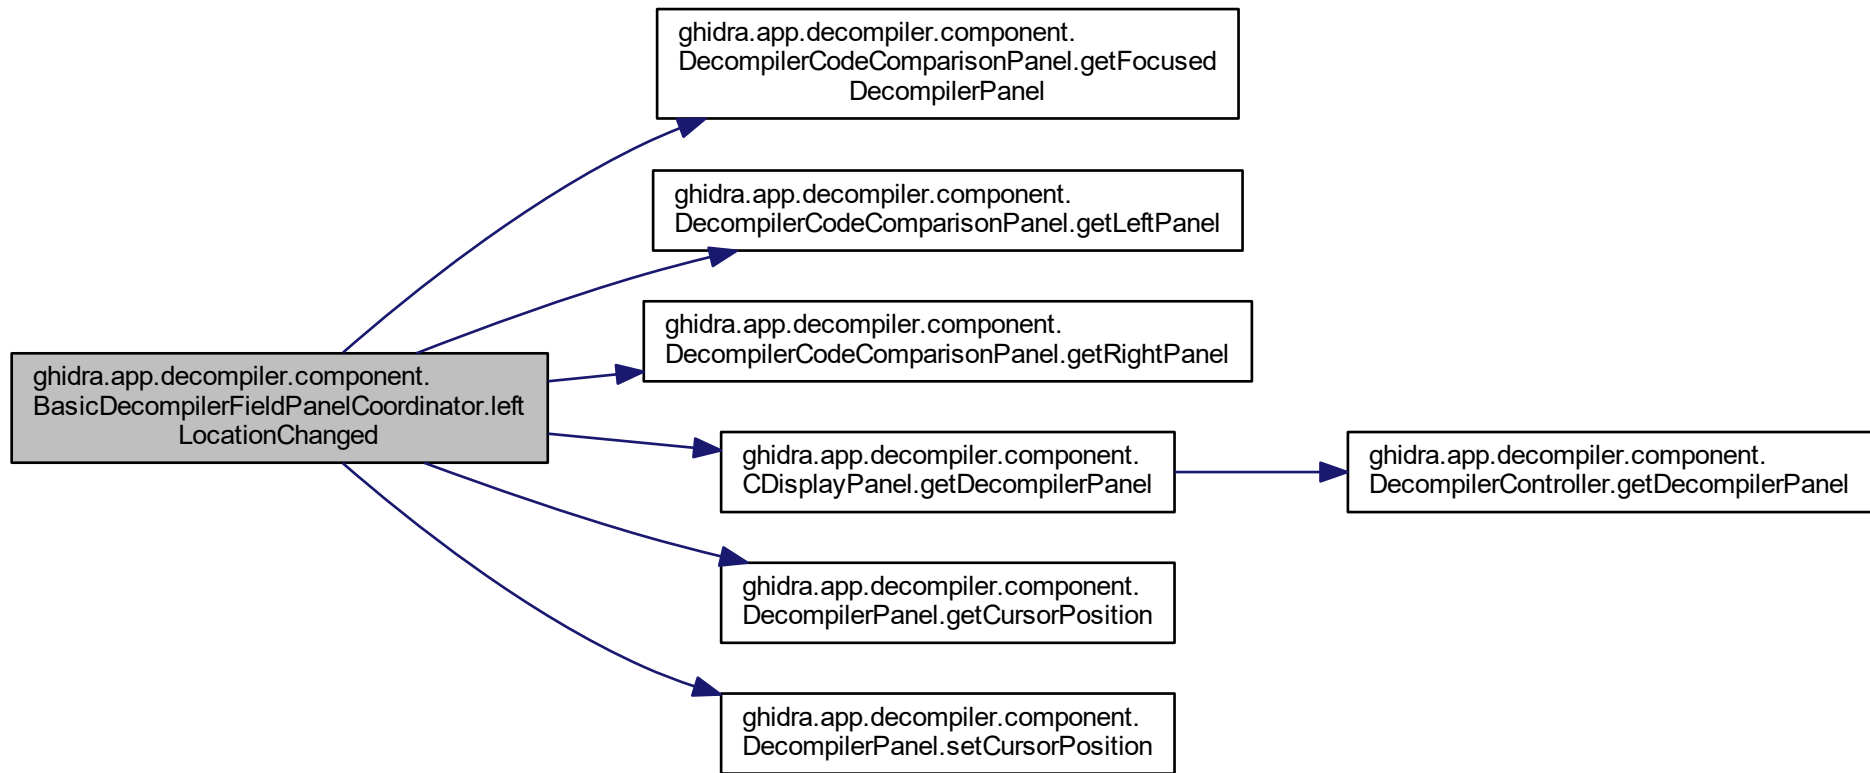 ghidra.app.decompiler.component.
DecompilerCodeComparisonPanel.getFocused
DecompilerPanel
ghidra.app.decompiler.component.
DecompilerCodeComparisonPanel.getLeftPanel
ghidra.app.decompiler.component.
DecompilerCodeComparisonPanel.getRightPanel
ghidra.app.decompiler.component.
BasicDecompilerFieldPanelCoordinator.left
LocationChanged
ghidra.app.decompiler.component.
CDisplayPanel.getDecompilerPanel
ghidra.app.decompiler.component.
DecompilerController.getDecompilerPanel
ghidra.app.decompiler.component.
DecompilerPanel.getCursorPosition
ghidra.app.decompiler.component.
DecompilerPanel.setCursorPosition